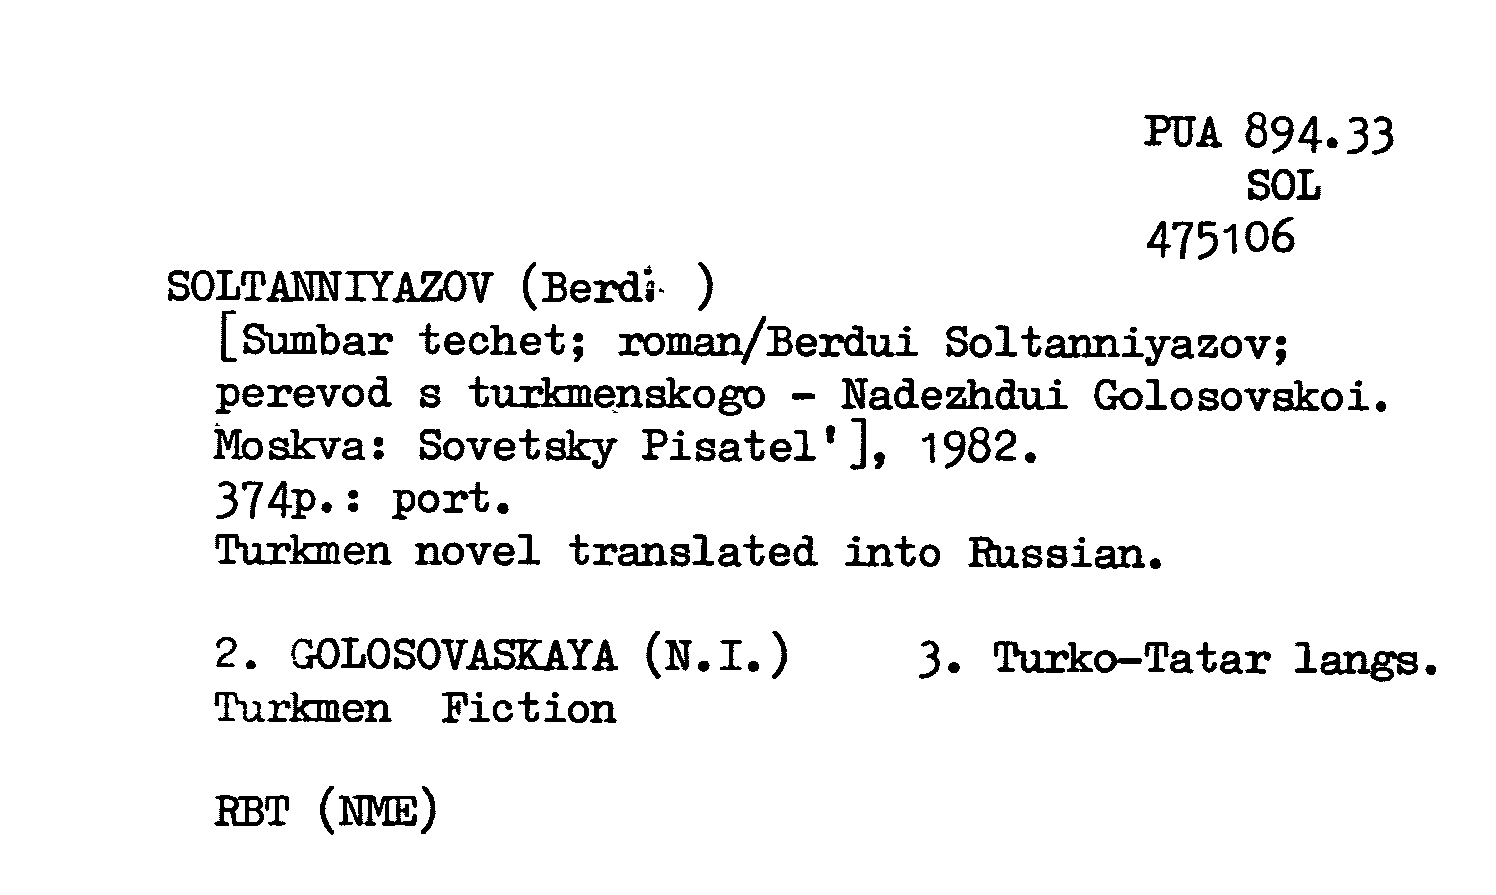 PUA 894.33
SOL
475106
SOLTANNIYAZOV (Berdi )
[Sumbar techet; roman/Berdui Soltanniyazov;
perevod s turkmenskogo - Nadezhdui Golosovskoi.
Moskva: Sovetsky Pisatel'], 1982.
374p.: port.
Turkmen novel translated into Russian.
2. GOLOSOVASKAYA (N.I.) 3. Turko-Tatar langs.
Turkmen Fiction
RBT (NME)